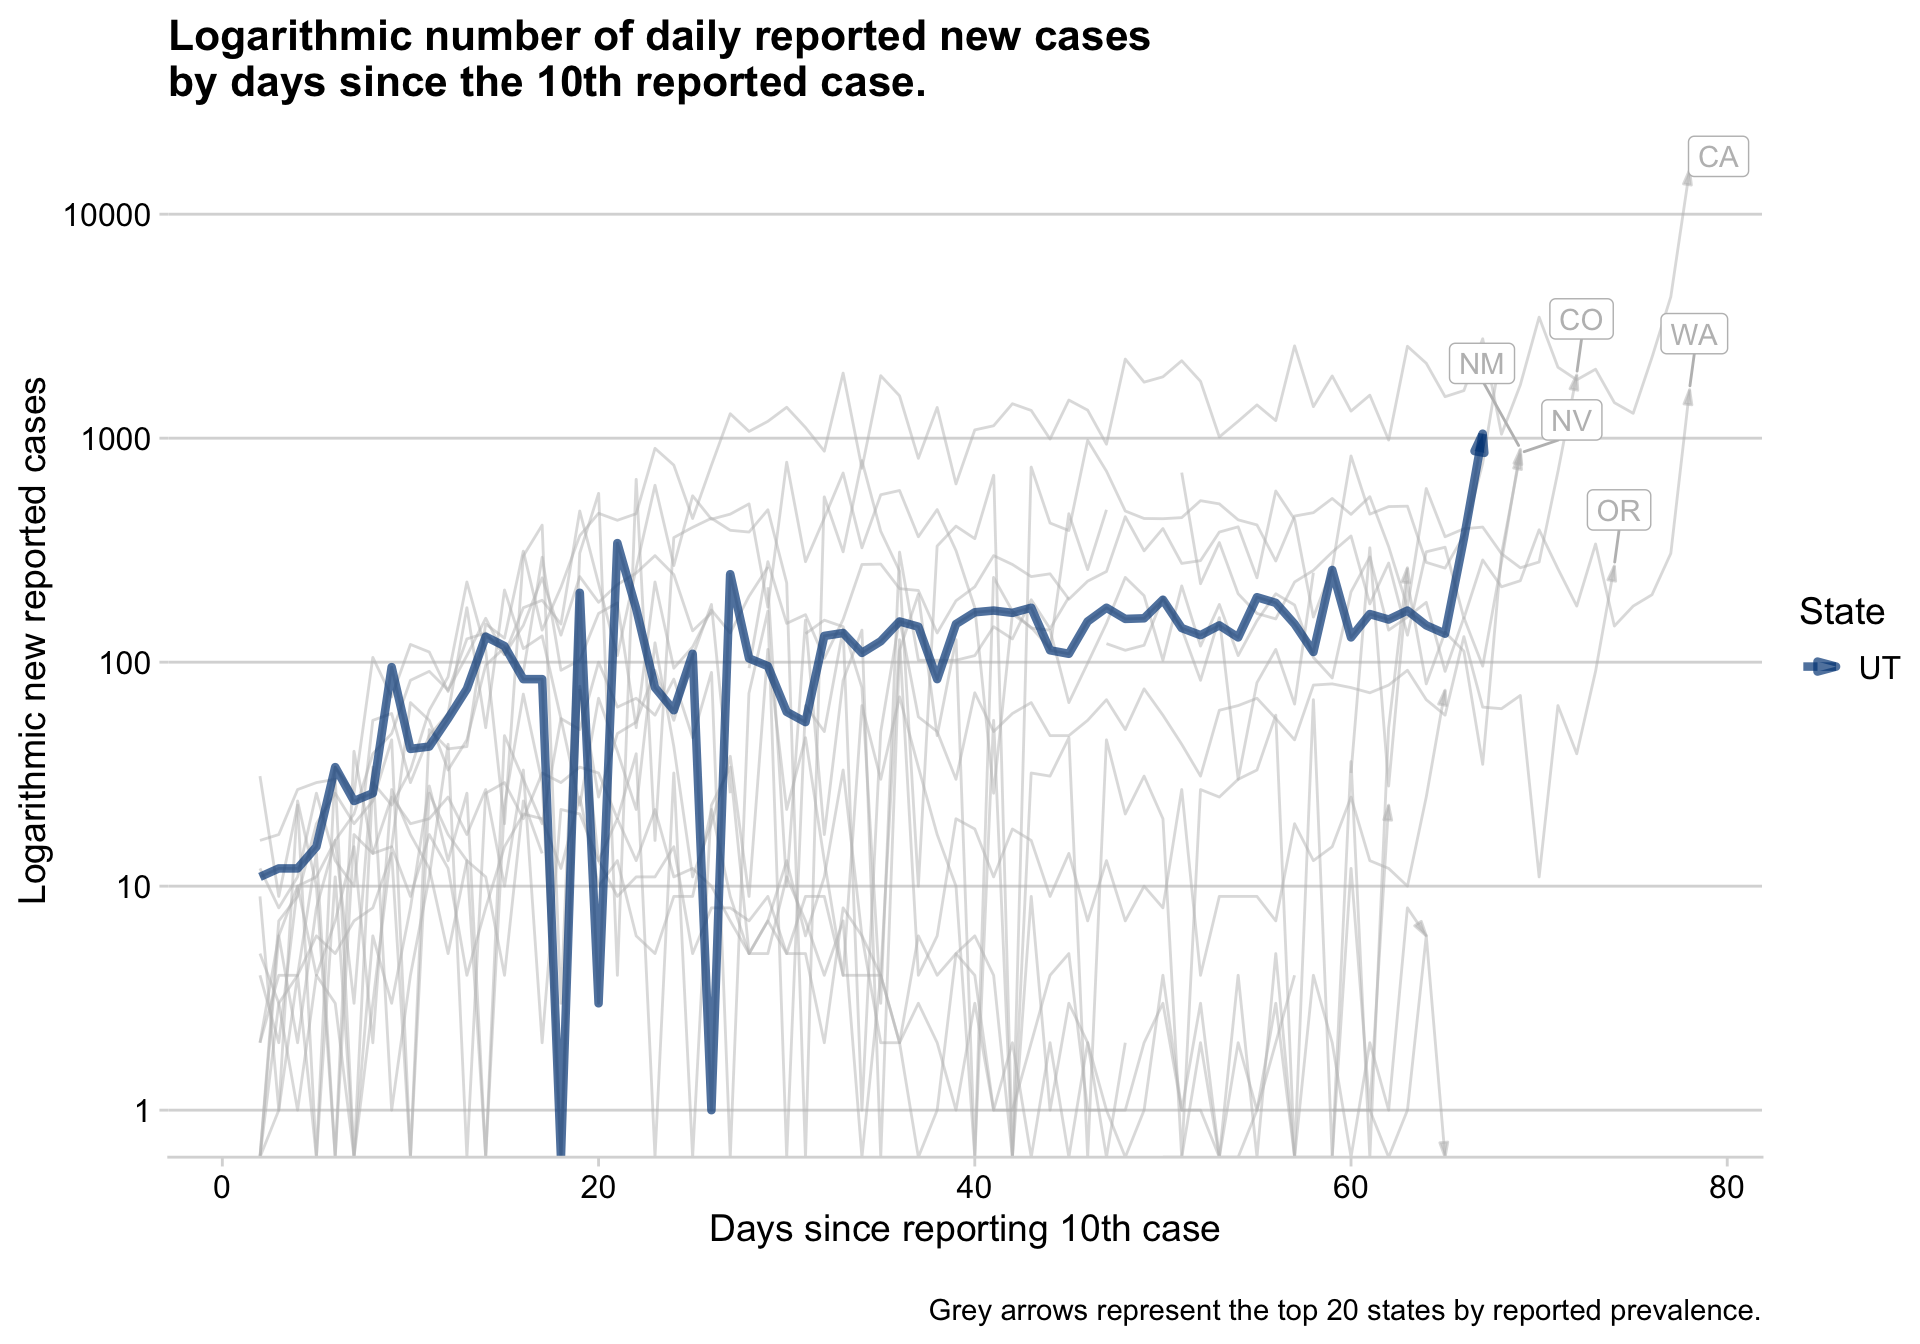 Logarithmic number of daily reported new cases
by days since the 10th reported case.
Logarithmic new reported cases
10000
1000
100
10
1
CA
CO
WA
NM
NV
OR
State
UT
0
20
40
60
80
Days since reporting 10th case
Grey arrows represent the top 20 states by reported prevalence.